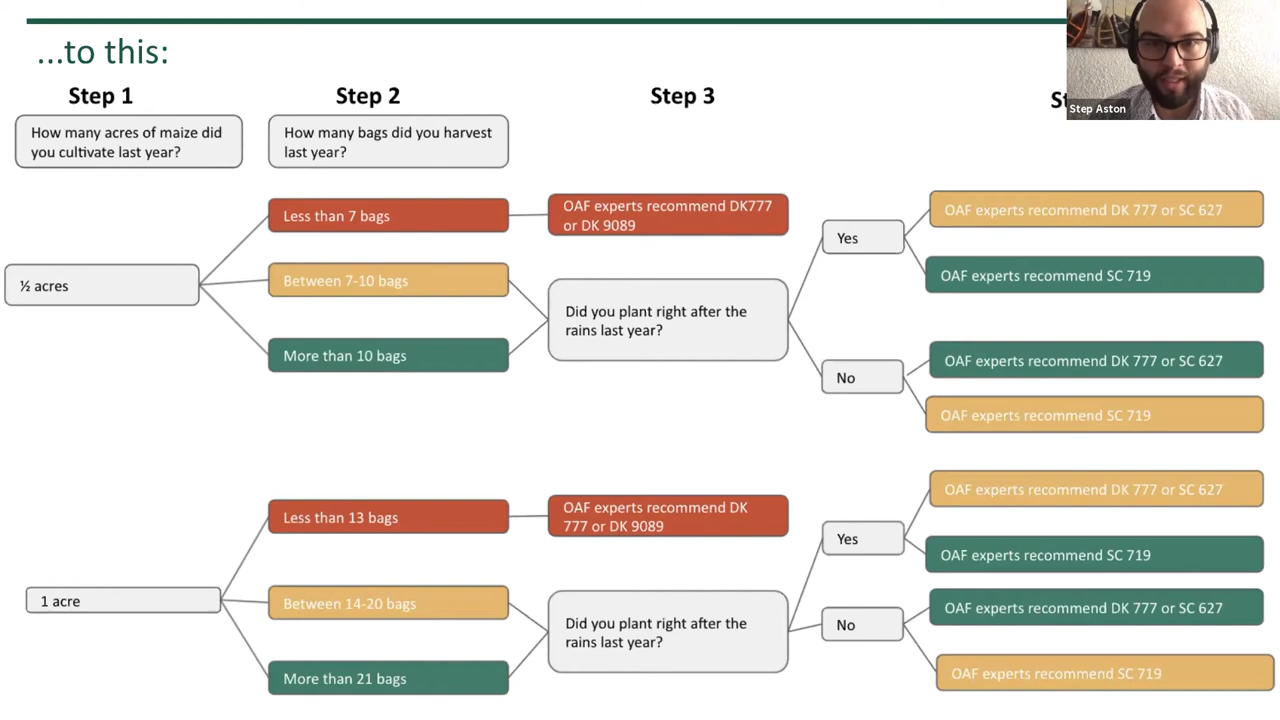 ...to this:
Step 1
Step 2
Step 3
Step Aston
How many acres of maize did
you cultivate last year?
How many bags did you harvest
last year?
½ acres
Less than 7 bags
Between 7-10 bags
More than 10 bags
OAF experts recommend DK777
or DK 9089
Did you plant right after the
rains last year?
Yes
No
OAF experts recommend DK 777 or SC 627
OAF experts recommend SC 719
OAF experts recommend DK 777 or SC 627
OAF experts recommend SC 719
1 acre
Less than 13 bags
Between 14-20 bags
More than 21 bags
OAF experts recommend DK
777 or DK 9089
Did you plant right after the
rains last year?
Yes
No
OAF experts recommend DK 777 or SC 627
OAF experts recommend SC 719
OAF experts recommend DK 777 or SC 627
OAF experts recommend SC 719